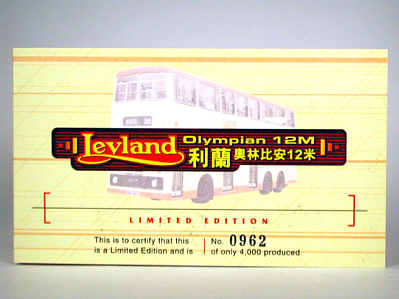 Leyland
Olympian 12M
利蘭 奧林比安12米
LIMITED EDITION
This is to certify that this
is a Limited Edition and is
No. 0962
of only 4,000 produced